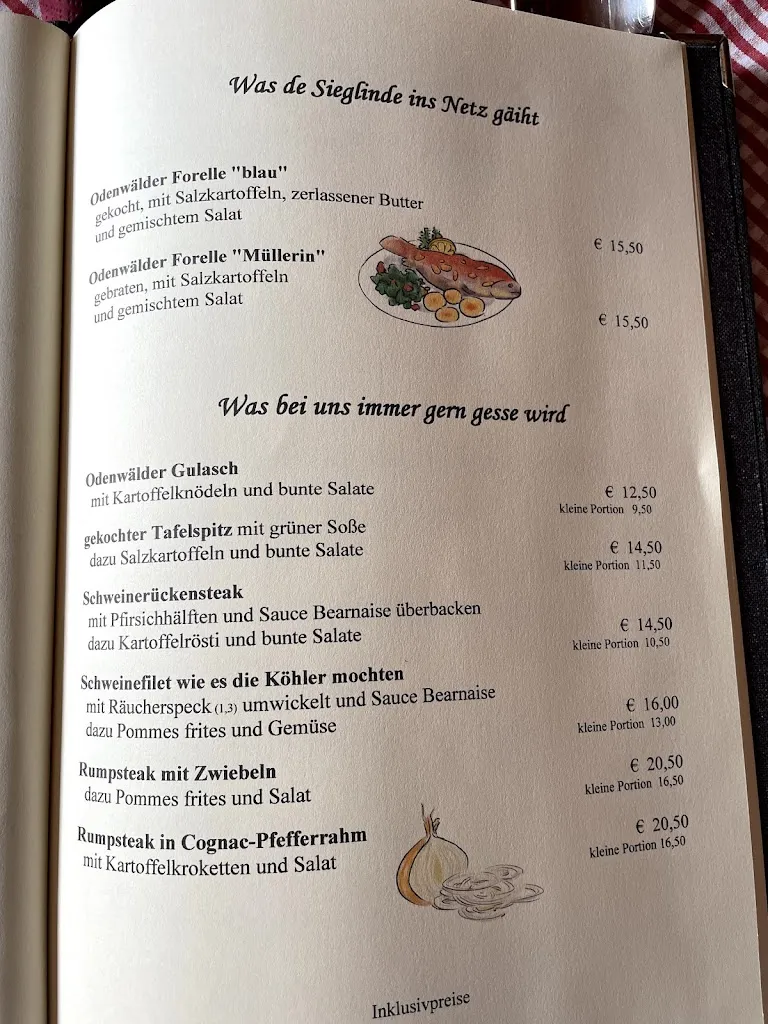 Was de Sieglinde ins Netz gäiht
Odenwälder Forelle "blau"
gekocht, mit Salzkartoffeln, zerlassener Butter
und gemischtem Salat
€ 15,50
Odenwälder Forelle "Müllerin"
gebraten, mit Salzkartoffeln
und gemischtem Salat
€ 15,50
Was bei uns immer gern gesse wird
Odenwälder Gulasch
mit Kartoffelknödeln und bunte Salate
€ 12,50
kleine Portion 9,50
gekochter Tafelspitz mit grüner Soße
dazu Salzkartoffeln und bunte Salate
€ 14,50
kleine Portion 11,50
Schweinerückensteak
mit Pfirsichhälften und Sauce Bearnaise überbacken
dazu Kartoffelrösti und bunte Salate
€ 14,50
kleine Portion 10,50
Schweinefilet wie es die Köhler mochten
mit Räucherspeck (1,3) umwickelt und Sauce Bearnaise
dazu Pommes frites und Gemüse
€ 16,00
kleine Portion 13,00
Rumpsteak mit Zwiebeln
dazu Pommes frites und Salat
€ 20,50
kleine Portion 16,50
Rumpsteak in Cognac-Pfefferrahm
mit Kartoffelkroketten und Salat
€ 20,50
kleine Portion 16,50
Inklusivpreise